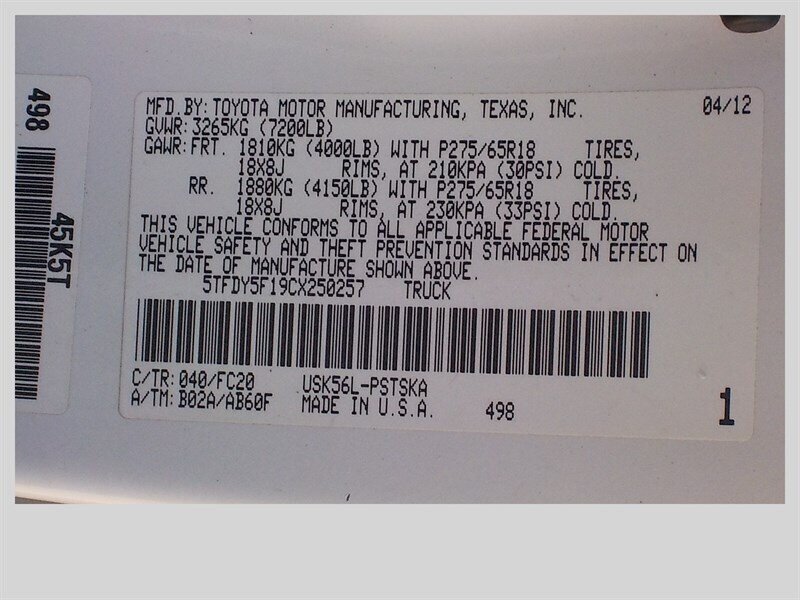 498
45K5T
MFD.BY:TOYOTA MOTOR MANUFACTURING, TEXAS, INC. 04/12
GVWR:3265KG (7200LB)
GAWR:FRT. 1810KG (4000LB) WITH P275/65R18 TIRES,
18X8J RIMS, AT 210KPA (30PSI) COLD.
RR. 1880KG (4150LB) WITH P275/65R18 TIRES,
18X8J RIMS, AT 230KPA (33PSI) COLD.
THIS VEHICLE CONFORMS TO ALL APPLICABLE FEDERAL MOTOR
VEHICLE SAFETY AND THEFT PREVENTION STANDARDS IN EFFECT ON
THE DATE OF MANUFACTURE SHOWN ABOVE.
5TFDY5F19CX250257 TRUCK
C/TR:040/FC20 USK56L-PSTSKA
A/TM:B02A/AB60F MADE IN U.S.A. 498 1